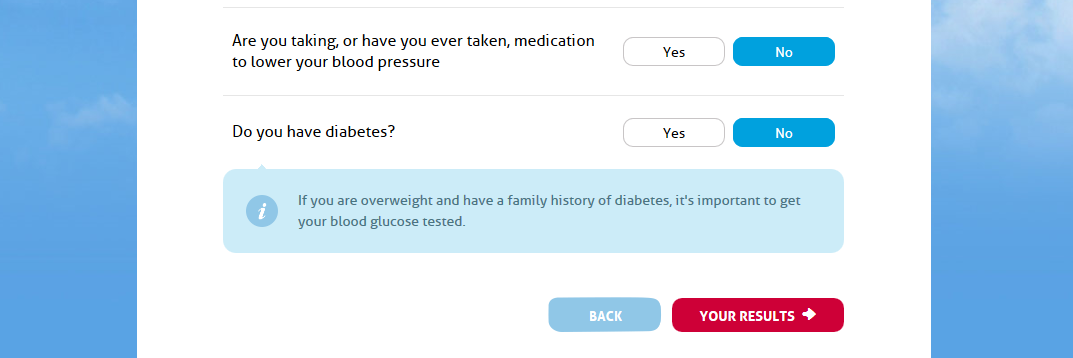 Are you taking, or have you ever taken, medication
to lower your blood pressure
Yes
No
Do you have diabetes?
Yes
No
i
If you are overweight and have a family history of diabetes, it's important to get
your blood glucose tested.
BACK
YOUR RESULTS